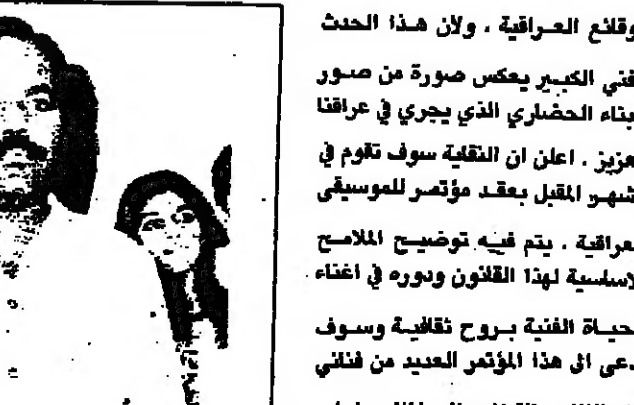 وقائع العراقية ، ولان هذا الحدث
فني الكبير يعكس صورة من صور
بناء الحضاري الذي يجري في عراقنا
عزيز . اعلن ان النقابة سوف تقوم في
شهر المقبل بعقد مؤتمر للموسيقى
عراقية ، يتم فيه توضيح الملامح
لاساسية لهذا القانون ودوره في اغناء
حياة الفنية بروح ثقافية وسوف
دعى الى هذا المؤتمر العديد من فناني